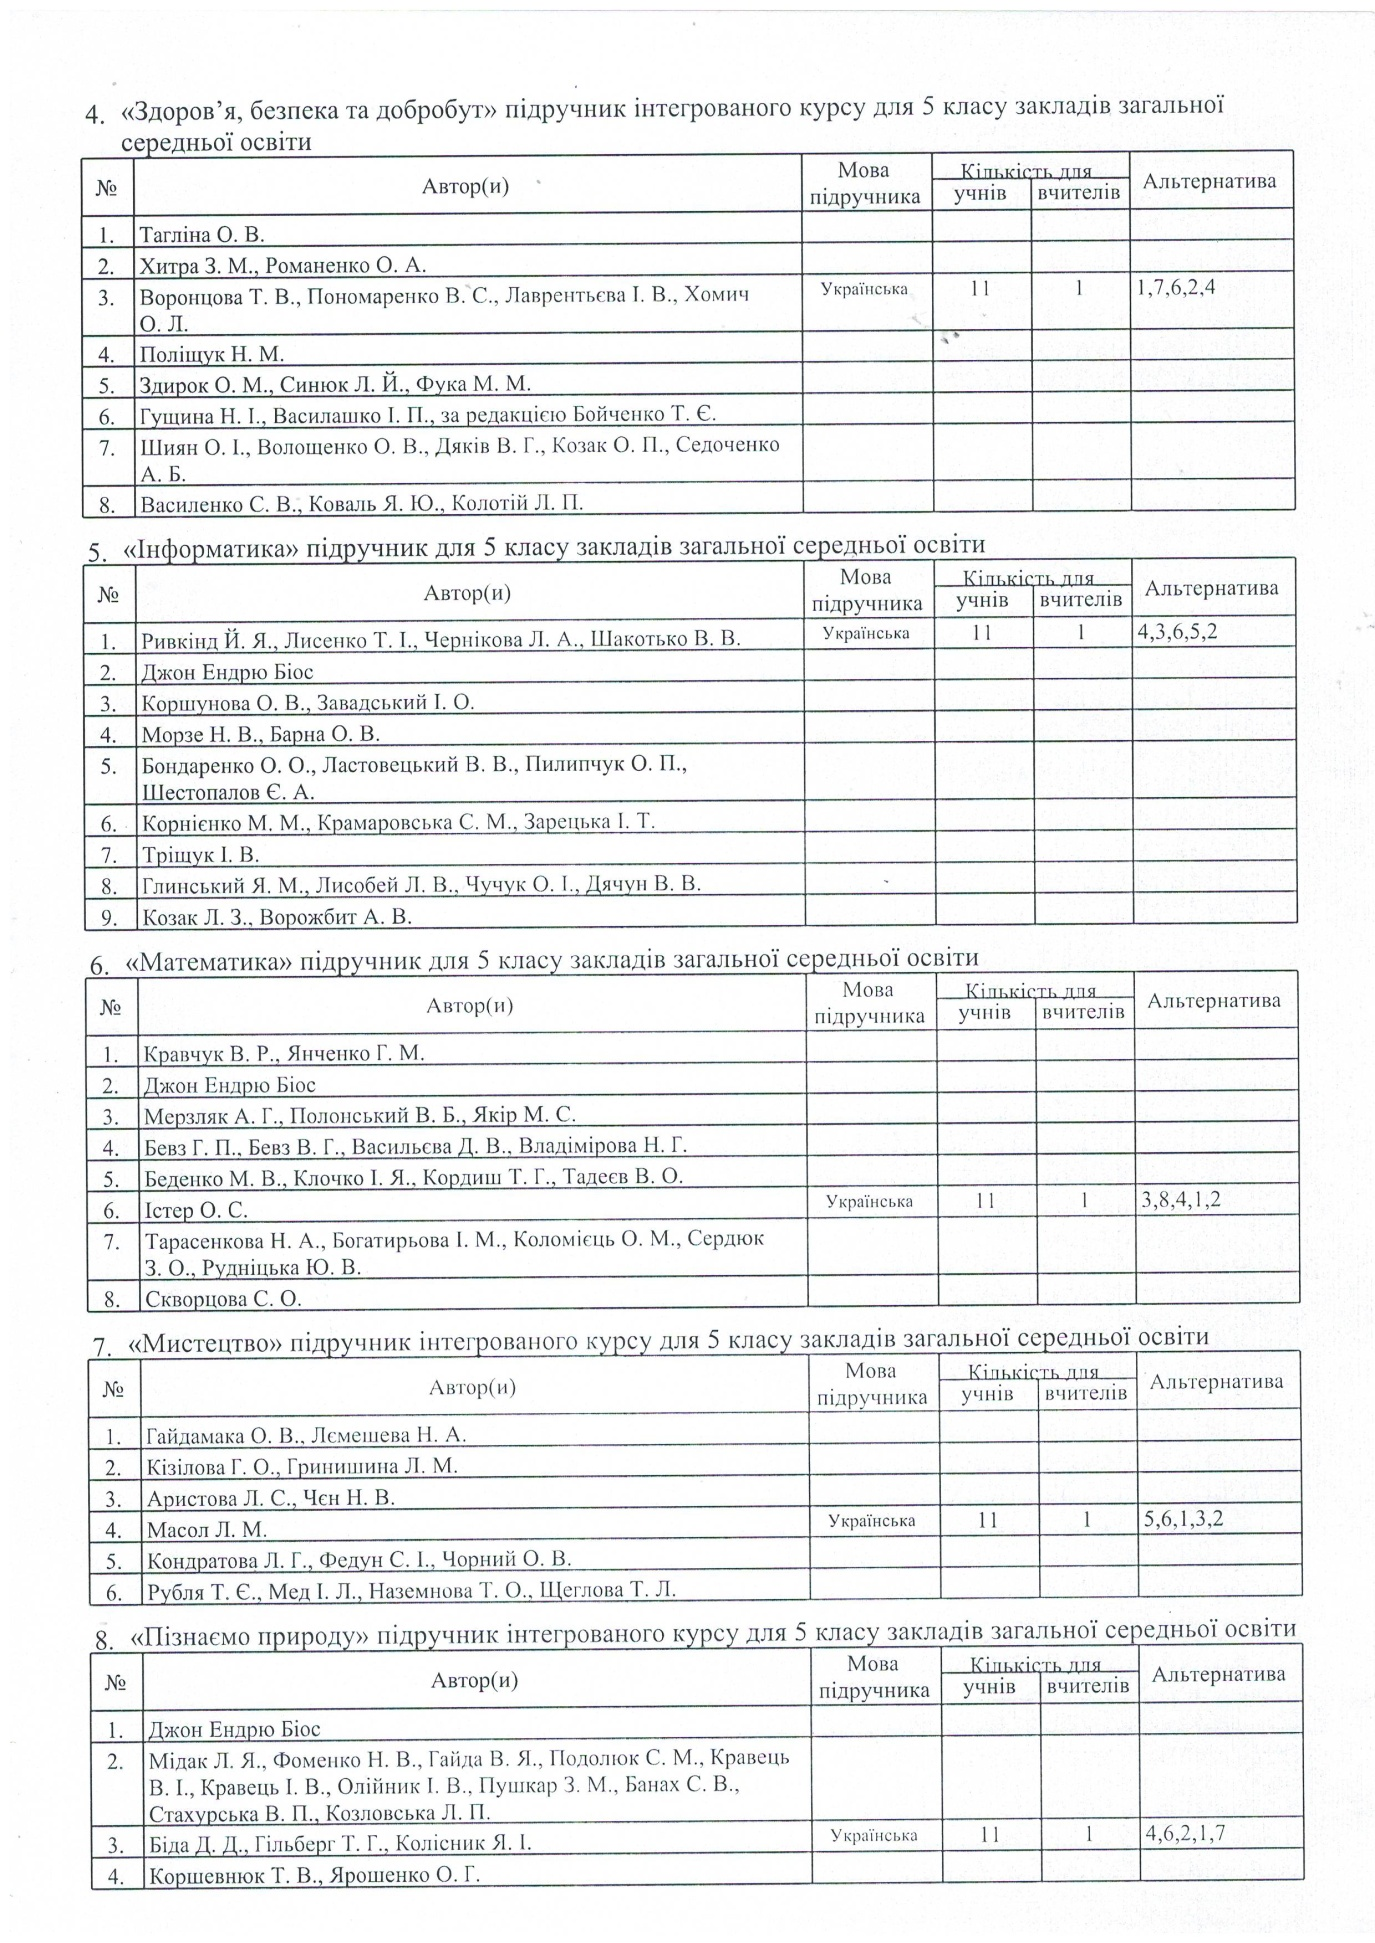 4. «Здоров’я, безпека та добробут» підручник інтегрованого курсу для 5 класу закладів загальної
середньої освіти
№ Автор(и) Мова підручника Кількість для учнів вчителів Альтернатива
1. Тагліна О. В.
2. Хитра З. М., Романенко О. А.
3. Воронцова Т. В., Пономаренко В. С., Лаврентьєва І. В., Хомич Українська 11 1 1,7,6,2,4
О. Л.
4. Поліщук Н. М.
5. Здирок О. М., Синюк Л. Й., Фука М. М.
6. Гущина Н. І., Василашко І. П., за редакцією Бойченко Т. Є.
7. Шиян О. І., Волощенко О. В., Дяків В. Г., Козак О. П., Седоченко
А. Б.
8. Василенко С. В., Коваль Я. Ю., Колотій Л. П.
5. «Інформатика» підручник для 5 класу закладів загальної середньої освіти
№ Автор(и) Мова підручника Кількість для учнів вчителів Альтернатива
1. Ривкінд Й. Я., Лисенко Т. І., Чернікова Л. А., Шакотько В. В. Українська 11 1 4,3,6,5,2
2. Джон Ендрю Біос
3. Коршунова О. В., Завадський І. О.
4. Морзе Н. В., Барна О. В.
5. Бондаренко О. О., Ластовецький В. В., Пилипчук О. П.,
Шестопалов Є. А.
6. Корнієнко М. М., Крамаровська С. М., Зарецька І. Т.
7. Тріщук І. В.
8. Глинський Я. М., Лисобей Л. В., Чучук О. І., Дячун В. В.
9. Козак Л. З., Ворожбит А. В.
6. «Математика» підручник для 5 класу закладів загальної середньої освіти
№ Автор(и) Мова підручника Кількість для учнів вчителів Альтернатива
1. Кравчук В. Р., Янченко Г. М.
2. Джон Ендрю Біос
3. Мерзляк А. Г., Полонський В. Б., Якір М. С.
4. Бевз Г. П., Бевз В. Г., Васильєва Д. В., Владімірова Н. Г.
5. Беденко М. В., Клочко І. Я., Кордиш Т. Г., Тадеєв В. О.
6. Істер О. С. Українська 11 1 3,8,4,1,2
7. Тарасенкова Н. А., Богатирьова І. М., Коломієць О. М., Сердюк
З. О., Рудніцька Ю. В.
8. Скворцова С. О.
7. «Мистецтво» підручник інтегрованого курсу для 5 класу закладів загальної середньої освіти
№ Автор(и) Мова підручника Кількість для учнів вчителів Альтернатива
1. Гайдамака О. В., Лємешева Н. А.
2. Кізілова Г. О., Гринишина Л. М.
3. Аристова Л. С., Чєн Н. В.
4. Масол Л. М. Українська 11 1 5,6,1,3,2
5. Кондратова Л. Г., Федун С. І., Чорний О. В.
6. Рубля Т. Є., Мед І. Л., Наземнова Т. О., Щеглова Т. Л.
8. «Пізнаємо природу» підручник інтегрованого курсу для 5 класу закладів загальної середньої освіти
№ Автор(и) Мова підручника Кількість для учнів вчителів Альтернатива
1. Джон Ендрю Біос
2. Мідак Л. Я., Фоменко Н. В., Гайда В. Я., Подолюк С. М., Кравець
В. І., Кравець І. В., Олійник І. В., Пушкар З. М., Банах С. В.,
Стахурська В. П., Козловська Л. П.
3. Біда Д. Д., Гільберг Т. Г., Колісник Я. І. Українська 11 1 4,6,2,1,7
4. Коршевнюк Т. В., Ярошенко О. Г.